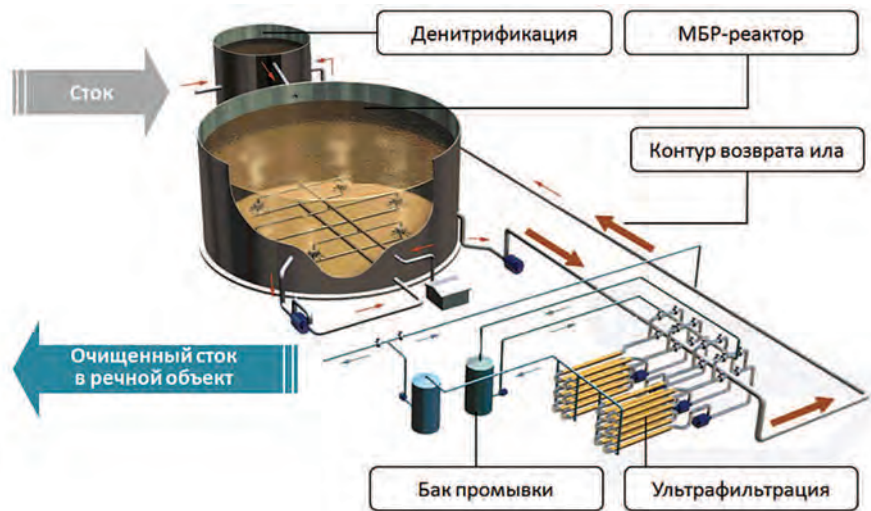 Денитрификация
МБР-реактор
Сток
Контур возврата ила
Очищенный сток
в речной объект
Бак промывки
Ультрафильтрация